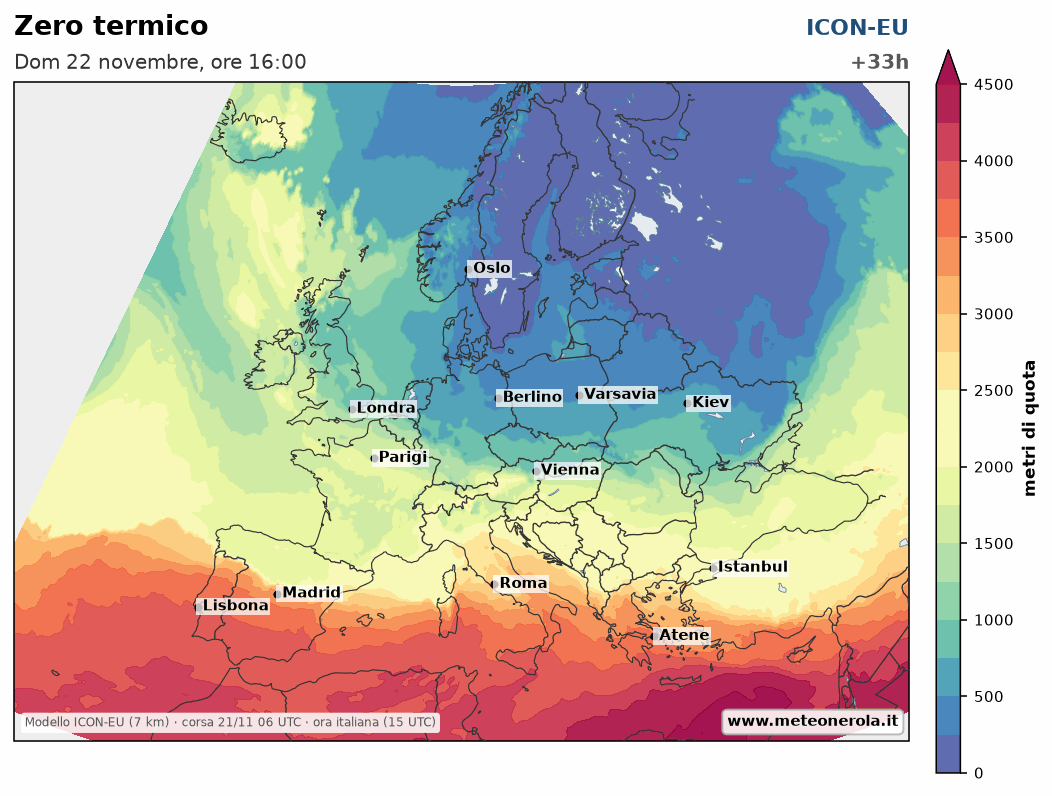 Zero termico
ICON-EU
Dom 22 novembre, ore 16:00
+33h
4500
4000
3500
3000
2500
2000
1500
1000
500
0
metri di quota
Oslo
Berlino
Varsavia
Kiev
Londra
Parigi
Vienna
Istanbul
Roma
Madrid
Lisbona
Atene
Modello ICON-EU (7 km) · corsa 21/11 06 UTC · ora italiana (15 UTC)
www.meteonerola.it